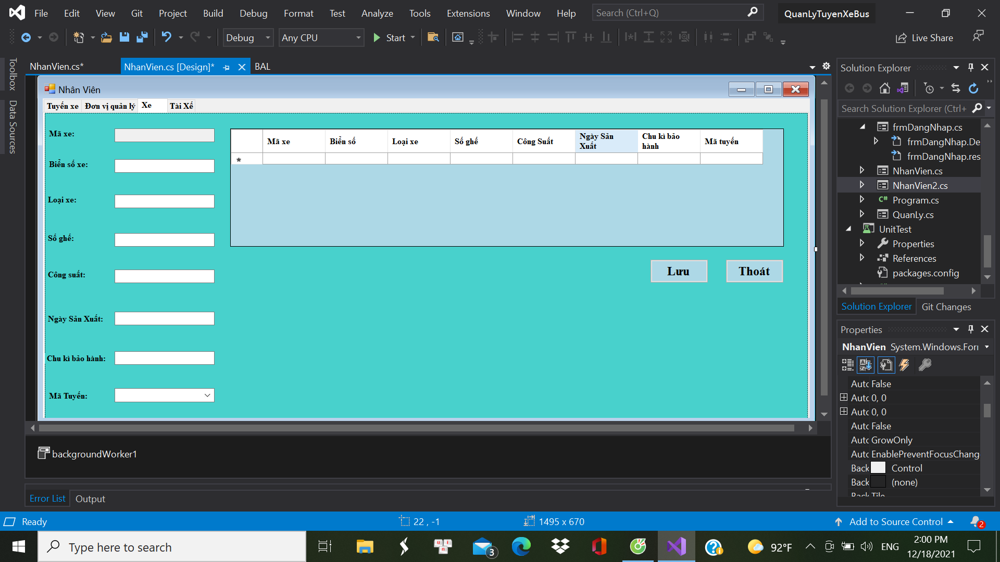 File Edit View Git Project Build Debug Format Test Analyze Tools Extensions Window Help Search (Ctrl+Q) QuanLyTuyenXeBus
Debug Any CPU Start Live Share
Toolbox
Data Sources
NhanVien.cs* NhanVien.cs [Design]* BAL
Nhân Viên
Tuyến xe Đơn vị quản lý Xe Tài Xế
Mã xe:
Biển số xe:
Loại xe:
Số ghế:
Công suất:
Ngày Sản Xuất:
Chu kì bảo hành:
Mã Tuyến:
Mã xe Biển số Loại xe Số ghế Công Suất Ngày Sản Xuất Chu kì bảo hành Mã tuyến
*
Lưu Thoát
backgroundWorker1
Error List Output
Solution Explorer
Search Solution Explorer (Ctrl+
frmDangNhap.cs
frmDangNhap.De
frmDangNhap.res
NhanVien.cs
NhanVien2.cs
C# Program.cs
QuanLy.cs
UnitTest
Properties
References
packages.config
Solution Explorer Git Changes
Properties
NhanVien System.Windows.For
Auto False
Auto 0, 0
Auto 0, 0
Auto False
Auto GrowOnly
Auto EnablePreventFocusChang
Back Control
Back (none)
Back Tile
Ready 22 , -1 1495 x 670 Add to Source Control 2
Type here to search 3 92°F ENG 2:00 PM
12/18/2021